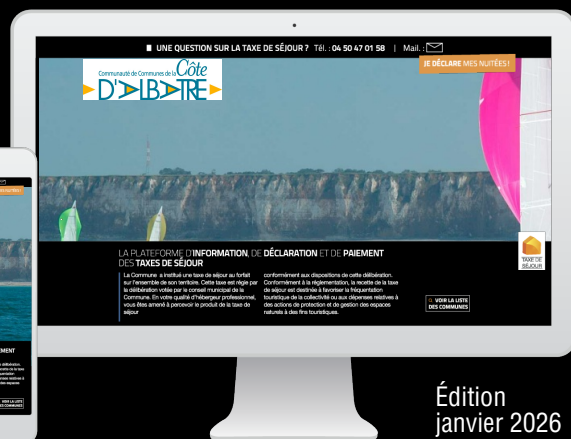 ■ UNE QUESTION SUR LA TAXE DE SÉJOUR ? Tél. : 04 50 47 01 58 | Mail. :
JE DÉCLARE MES NUITÉES !
Communauté de Communes de la Côte
D'ALBATRE
LA PLATEFORME D'INFORMATION, DE DÉCLARATION ET DE PAIEMENT
DES TAXES DE SÉJOUR
La Commune a institué une taxe de séjour au forfait
sur l'ensemble de son territoire. Cette taxe est régie par
la délibération votée par le conseil municipal de la
Commune. En votre qualité d'hébergeur professionnel,
vous êtes amené à percevoir le produit de la taxe de
séjour
conformément aux dispositions de cette délibération.
Conformément à la réglementation, la recette de la taxe
de séjour est destinée à favoriser la fréquentation
touristique de la collectivité ou aux dépenses relatives à
des actions de protection et de gestion des espaces
naturels à des fins touristiques.
TAXE DE
SÉJOUR
VOIR LA LISTE
DES COMMUNES
Édition
janvier 2026